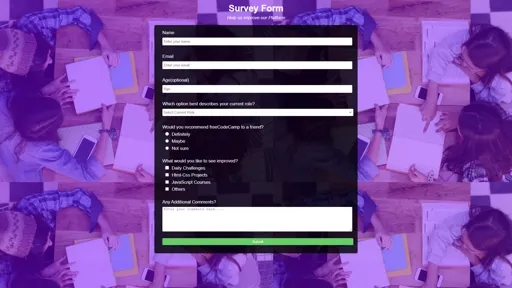 Survey Form
Help us improve our Platform
Name
Enter your name
Email
Enter your email
Age(optional)
Age
Which option best describes your current role?
Select Current Role
Would you recommend freeCodeCamp to a friend?
Definitely
Maybe
Not sure
What would you like to see improved?
Daily Challenges
Html-Css Projects
JavaScript Courses
Others
Any Additional Comments?
Enter your comments here...
Submit